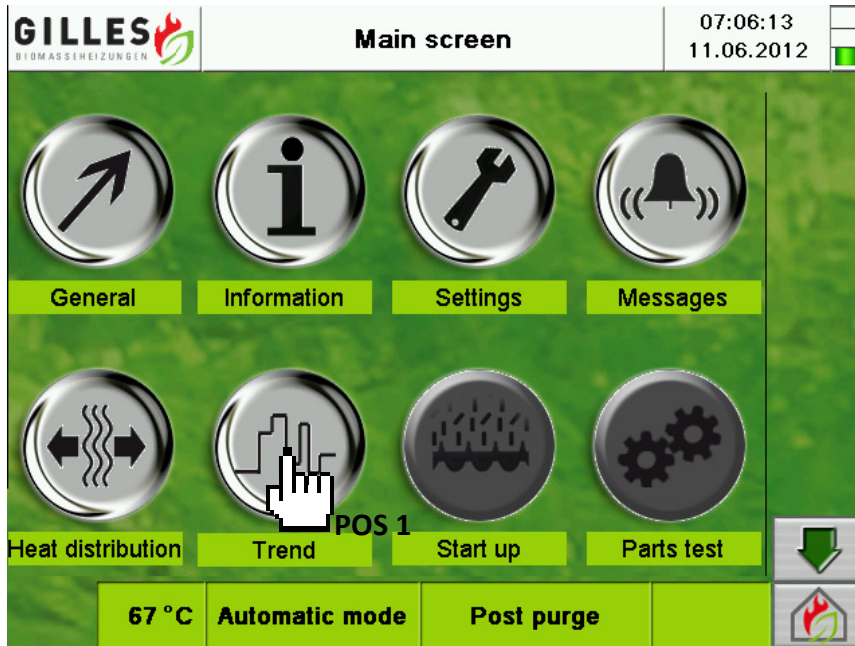 GILLES
BIOMASSEHEIZUNGEN
Main screen
07:06:13
11.06.2012
General
Information
Settings
Messages
POS 1
Heat distribution
Trend
Start up
Parts test
67 °C
Automatic mode
Post purge